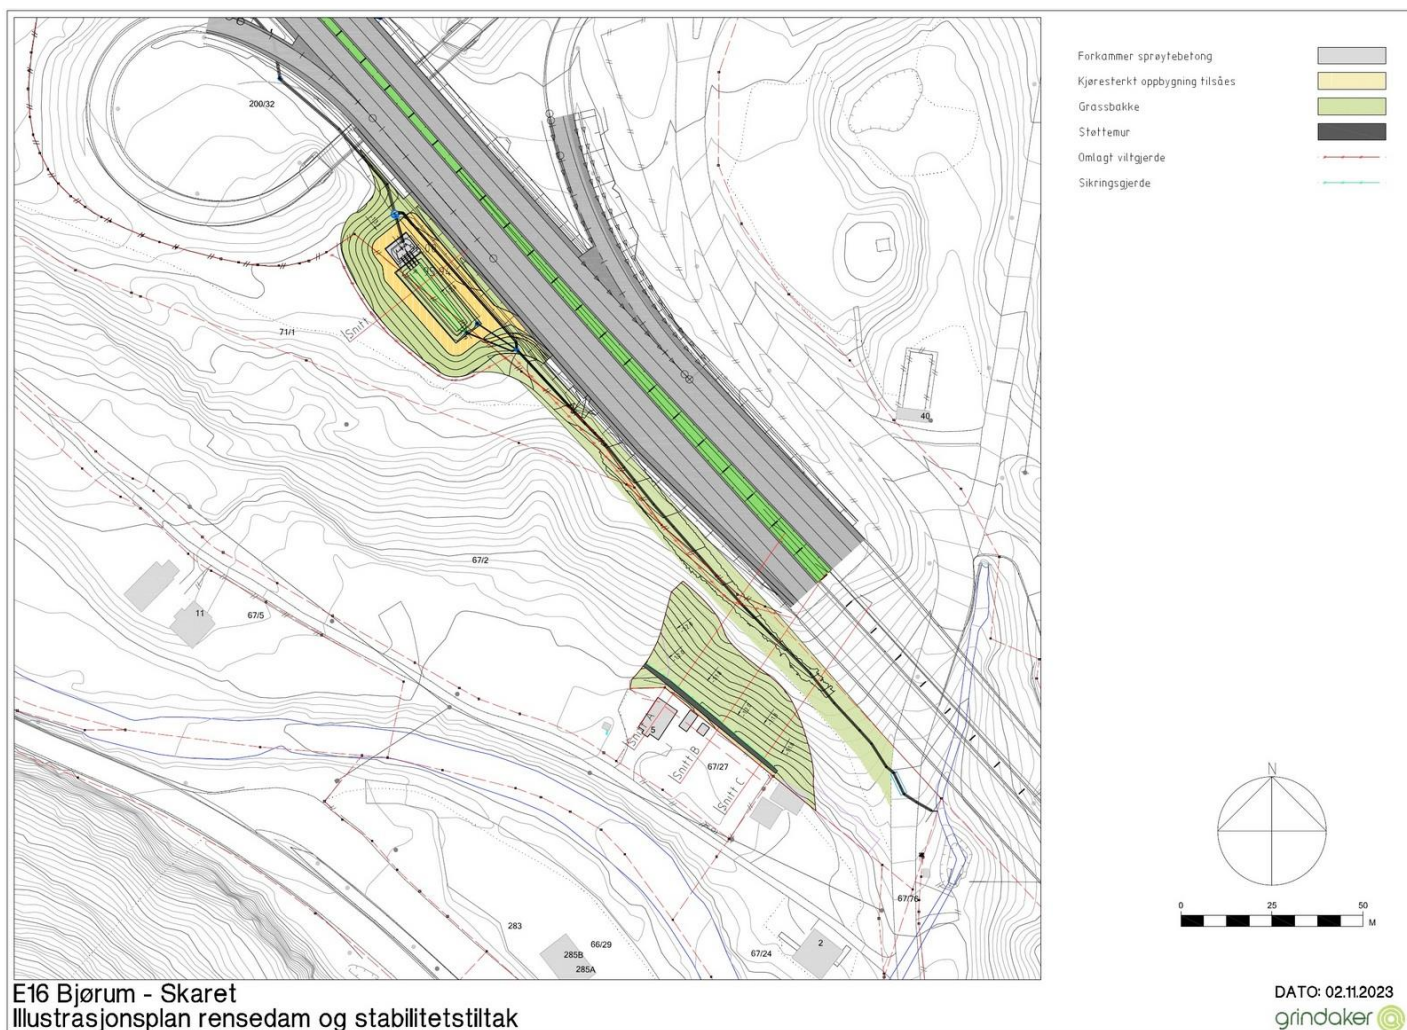 Forkammer sprøytebetong
Kjøresterkt oppbygning tilsåes
Grassbakke
Støttemur
Omlagt viltgjerde
Sikringsgjerde
200/32
71/1
Snitt
40
67/2
11
67/5
5
Snitt A
Snitt B
67/27
Snitt C
67/76
283
66/29
285B
285A
67/24
2
N
0 25 50
M
E16 Bjørum - Skaret
Illustrasjonsplan rensedam og stabilitetstiltak
DATO: 02.11.2023
grindaker